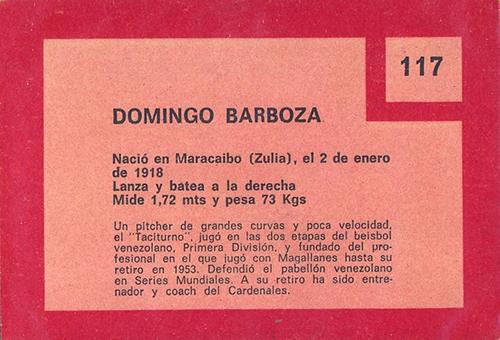 117
DOMINGO BARBOZA
Nació en Maracaibo (Zulia), el 2 de enero
de 1918
Lanza y batea a la derecha
Mide 1,72 mts y pesa 73 Kgs
Un pitcher de grandes curvas y poca velocidad,
el "Taciturno", jugó en las dos etapas del beisbol
venezolano, Primera División, y fundado del pro-
fesional en el que jugó con Magallanes hasta su
retiro en 1953. Defendió el pabellón venezolano
en Series Mundiales. A su retiro ha sido entre-
nador y coach del Cardenales.